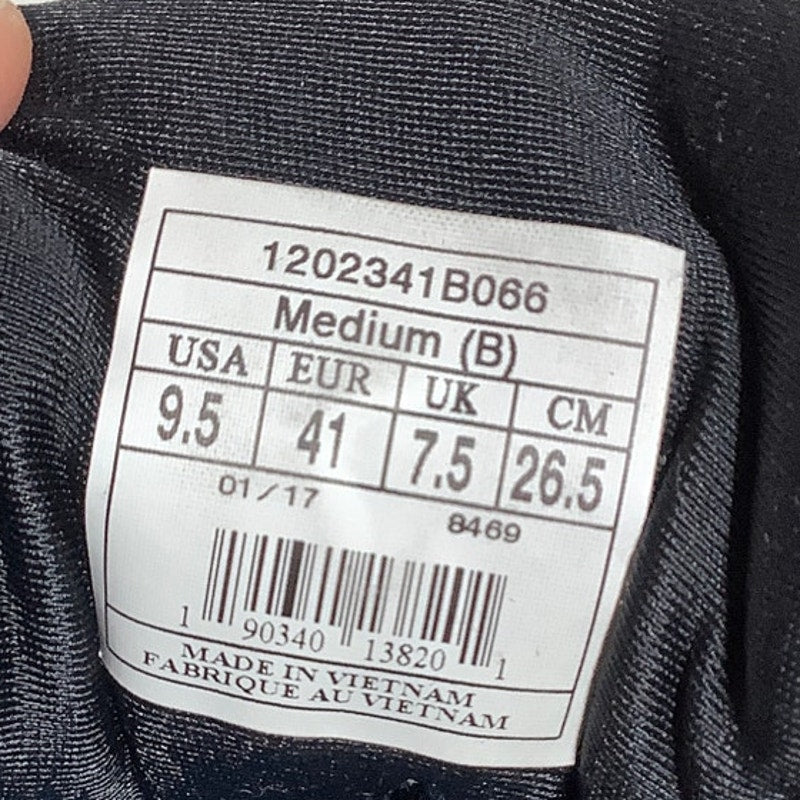 1202341B066
Medium (B)
USA EUR UK CM
9.5 41 7.5 26.5
01/17
8469
1 90340 13820 1
MADE IN VIETNAM
FABRIQUE AU VIETNAM